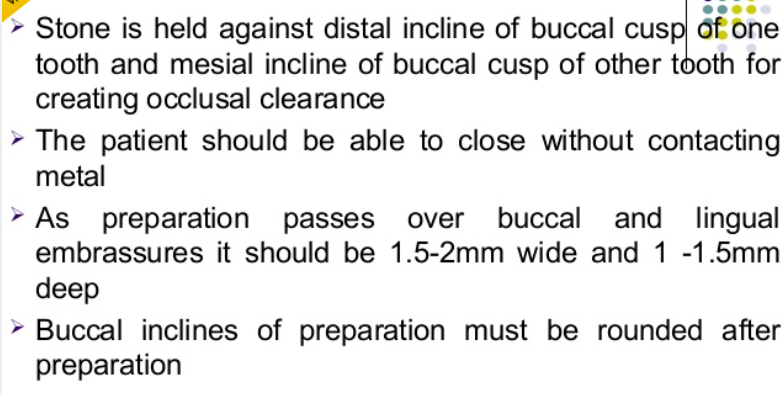 Stone is held against distal incline of buccal cusp of one
tooth and mesial incline of buccal cusp of other tooth for
creating occlusal clearance
The patient should be able to close without contacting
metal
As preparation passes over buccal and lingual
embrassures it should be 1.5-2mm wide and 1 -1.5mm
deep
Buccal inclines of preparation must be rounded after
preparation